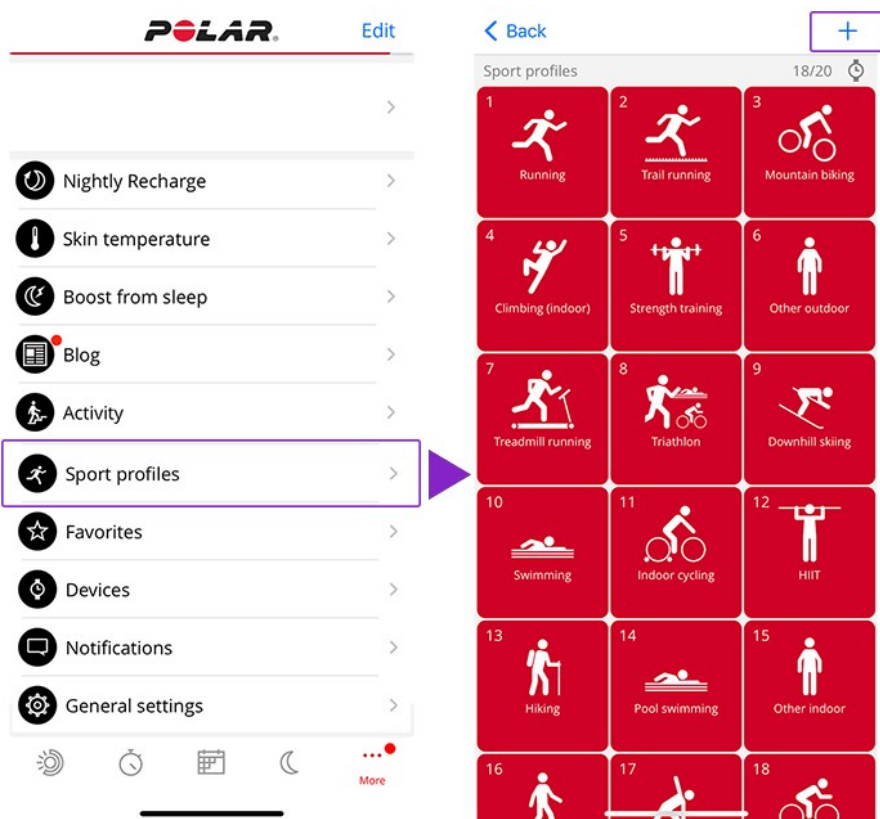 POLAR
Edit
Nightly Recharge
Skin temperature
Boost from sleep
Blog
Activity
Sport profiles
Favorites
Devices
Notifications
General settings
More
Back
+
Sport profiles 18/20
1 2 3
Running Trail running Mountain biking
4 5 6
Climbing (indoor) Strength training Other outdoor
7 8 9
Treadmill running Triathlon Downhill skiing
10 11 12
Swimming Indoor cycling HIIT
13 14 15
Hiking Pool swimming Other indoor
16 17 18